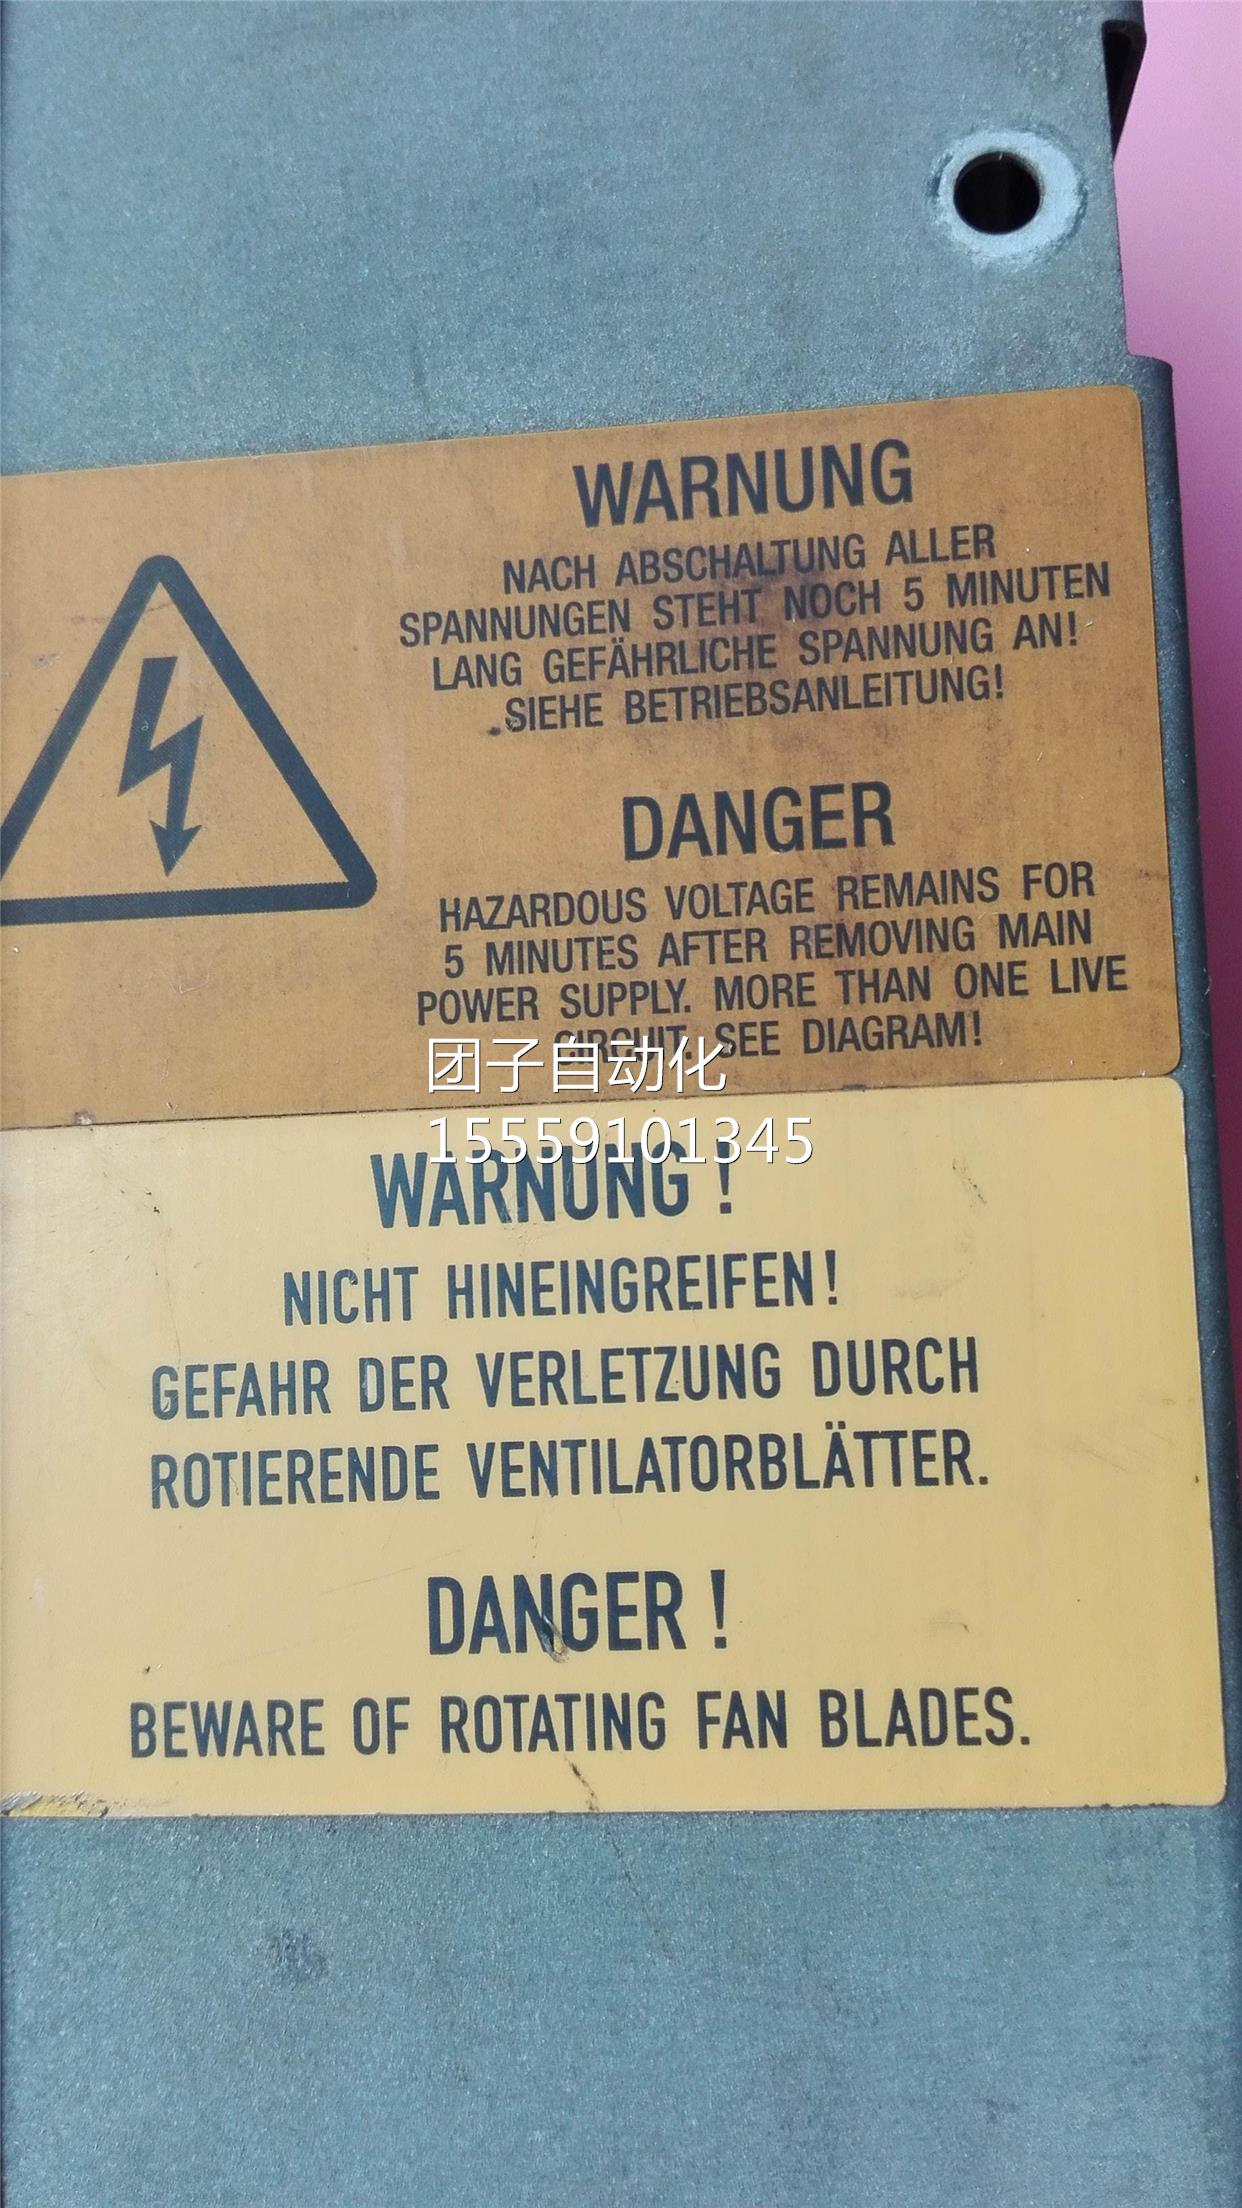 WARNUNG
NACH ABSCHALTUNG ALLER
SPANNUNGEN STEHT NOCH 5 MINUTEN
LANG GEFÄHRLICHE SPANNUNG AN!
SIEHE BETRIEBSANLEITUNG!
DANGER
HAZARDOUS VOLTAGE REMAINS FOR
5 MINUTES AFTER REMOVING MAIN
POWER SUPPLY. MORE THAN ONE LIVE
CIRCUIT. SEE DIAGRAM!
团子自动化
15559101345
WARNUNG !
NICHT HINEINGREIFEN!
GEFAHR DER VERLETZUNG DURCH
ROTIERENDE VENTILATORBLÄTTER.
DANGER !
BEWARE OF ROTATING FAN BLADES.